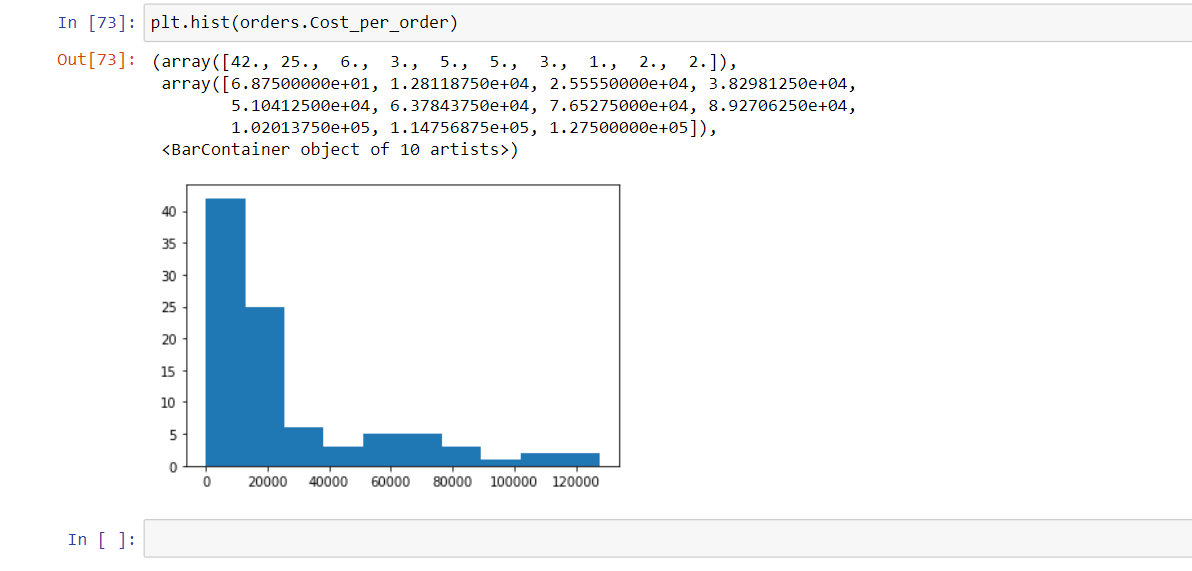 In [73]: plt.hist(orders.Cost_per_order)
Out[73]: (array([42., 25.,  6.,  3.,  5.,  5.,  3.,  1.,  2.,  2.]),
array([6.87500000e+01, 1.28118750e+04, 2.55550000e+04, 3.82981250e+04,
5.10412500e+04, 6.37843750e+04, 7.65275000e+04, 8.92706250e+04,
1.02013750e+05, 1.14756875e+05, 1.27500000e+05]),
<BarContainer object of 10 artists>)
40
35
30
25
20
15
10
5
0
0 20000 40000 60000 80000 100000 120000
In [ ]: